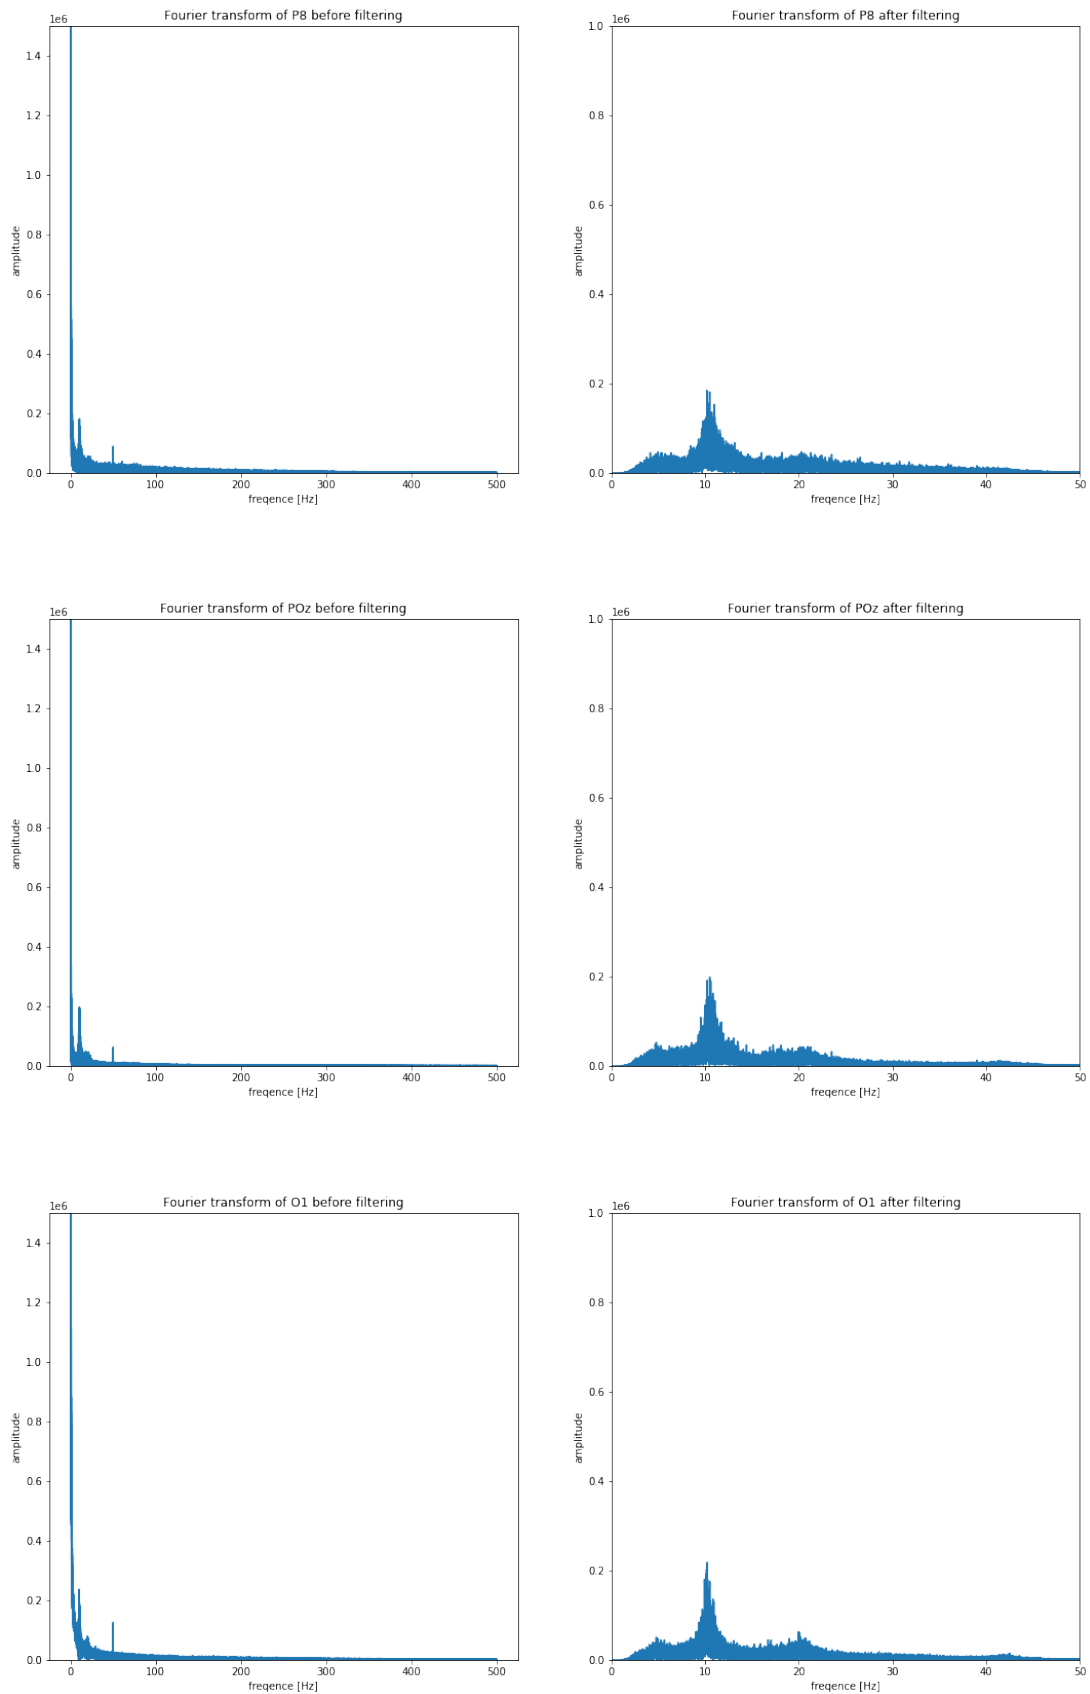 Fourier transform of P8 before filtering
1e6
1.4
1.2
1.0
0.8
0.6
0.4
0.2
0.0
amplitude
0 100 200 300 400 500
freqence [Hz]
Fourier transform of P8 after filtering
1e6
1.0
0.8
0.6
0.4
0.2
0.0
amplitude
0 10 20 30 40 50
freqence [Hz]
Fourier transform of POz before filtering
1e6
1.4
1.2
1.0
0.8
0.6
0.4
0.2
0.0
amplitude
0 100 200 300 400 500
freqence [Hz]
Fourier transform of POz after filtering
1e6
1.0
0.8
0.6
0.4
0.2
0.0
amplitude
0 10 20 30 40 50
freqence [Hz]
Fourier transform of O1 before filtering
1e6
1.4
1.2
1.0
0.8
0.6
0.4
0.2
0.0
amplitude
0 100 200 300 400 500
freqence [Hz]
Fourier transform of O1 after filtering
1e6
1.0
0.8
0.6
0.4
0.2
0.0
amplitude
0 10 20 30 40 50
freqence [Hz]